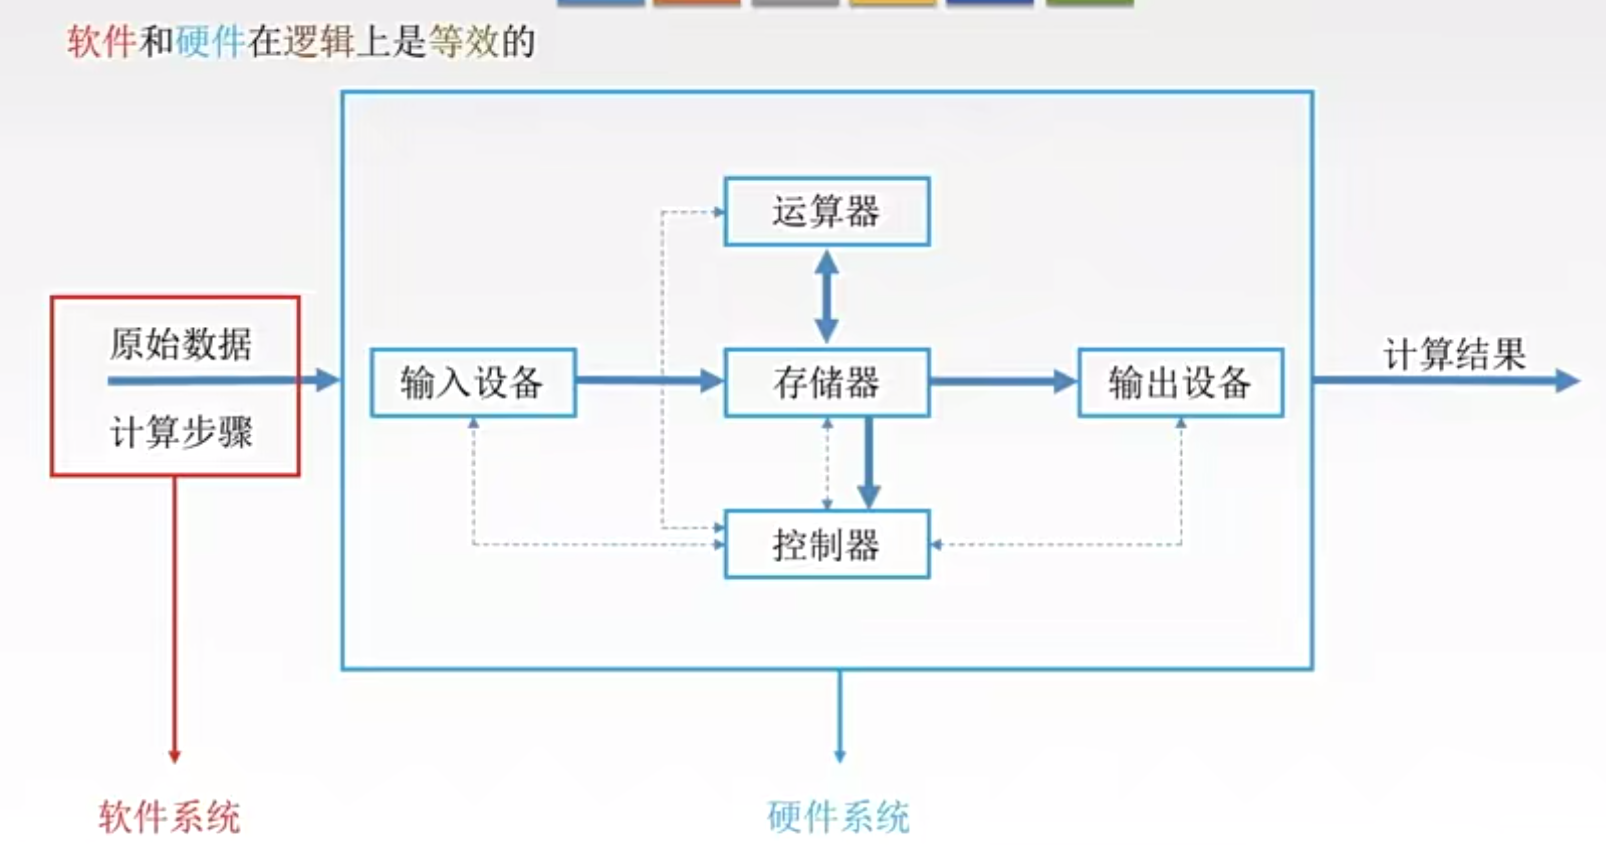 软件和硬件在逻辑上是等效的
运算器
原始数据
计算步骤
输入设备
存储器
输出设备
计算结果
控制器
软件系统
硬件系统